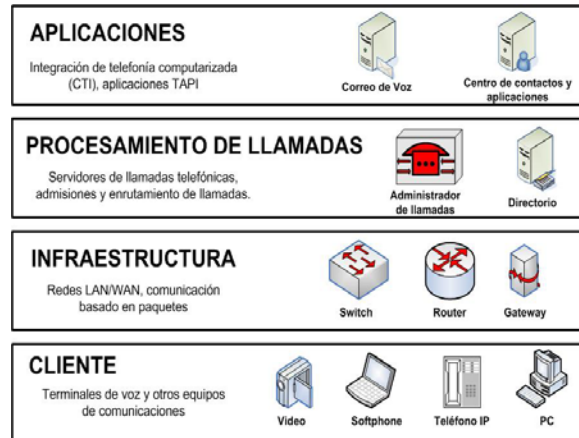 APLICACIONES
Integración de telefonía computarizada
(CTI), aplicaciones TAPI
Correo de Voz
Centro de contactos y
aplicaciones
PROCESAMIENTO DE LLAMADAS
Servidores de llamadas telefónicas,
admisiones y enrutamiento de llamadas.
Administrador
de llamadas
Directorio
INFRAESTRUCTURA
Redes LAN/WAN, comunicación
basado en paquetes
Switch
Router
Gateway
CLIENTE
Terminales de voz y otros equipos
de comunicaciones
Video
Softphone
Teléfono IP
PC